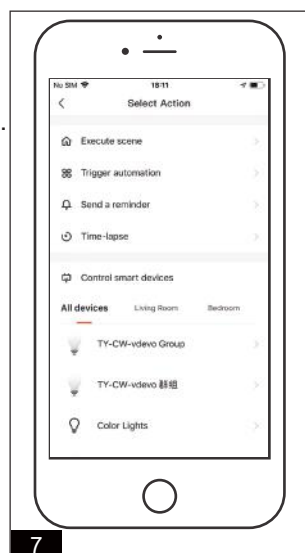 No SIM 18:11
Select Action
Execute scene
Trigger automation
Send a reminder
Time-lapse
Control smart devices
All devices Living Room Bedroom
TY-CW-vdevo Group
TY-CW-vdevo 群组
Color Lights
7